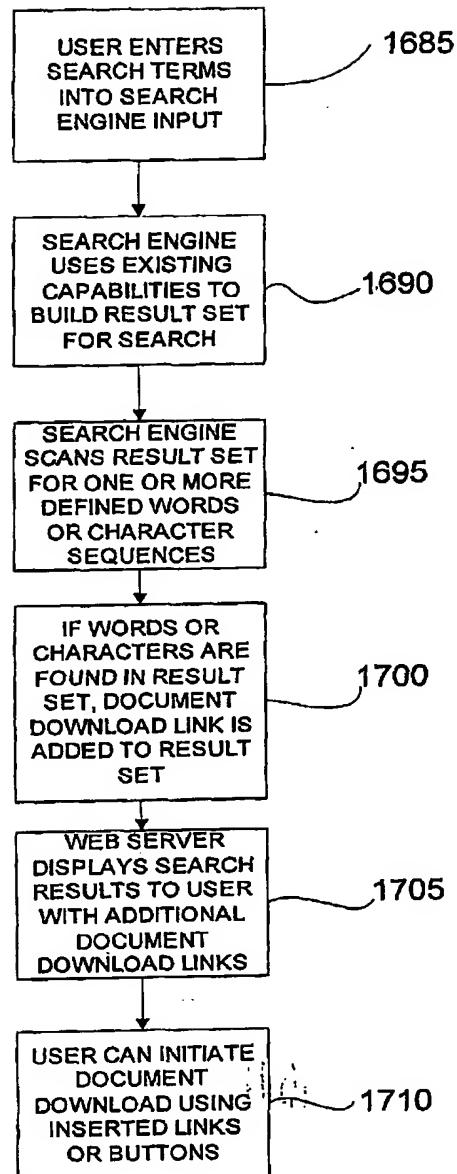 USER ENTERS
SEARCH TERMS
INTO SEARCH
ENGINE INPUT
1685
SEARCH ENGINE
USES EXISTING
CAPABILITIES TO
BUILD RESULT SET
FOR SEARCH
1690
SEARCH ENGINE
SCANS RESULT SET
FOR ONE OR MORE
DEFINED WORDS
OR CHARACTER
SEQUENCES
1695
IF WORDS OR
CHARACTERS ARE
FOUND IN RESULT
SET, DOCUMENT
DOWNLOAD LINK IS
ADDED TO RESULT
SET
1700
WEB SERVER
DISPLAYS SEARCH
RESULTS TO USER
WITH ADDITIONAL
DOCUMENT
DOWNLOAD LINKS
1705
USER CAN INITIATE
DOCUMENT
DOWNLOAD USING
INSERTED LINKS
OR BUTTONS
1710